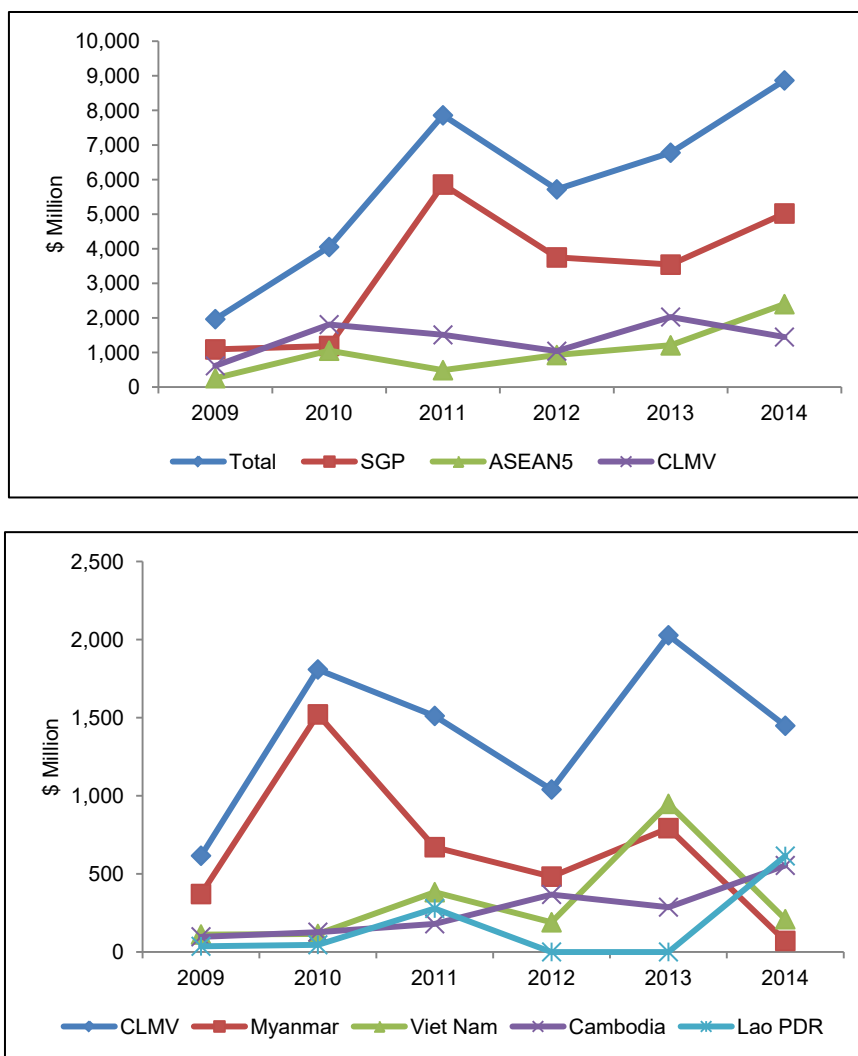 10,000
9,000
8,000
7,000
6,000
5,000
4,000
3,000
2,000
1,000
0
$ Million
2009 2010 2011 2012 2013 2014
Total SGP ASEAN5 CLMV
2,500
2,000
1,500
1,000
500
0
$ Million
2009 2010 2011 2012 2013 2014
CLMV Myanmar Viet Nam Cambodia Lao PDR